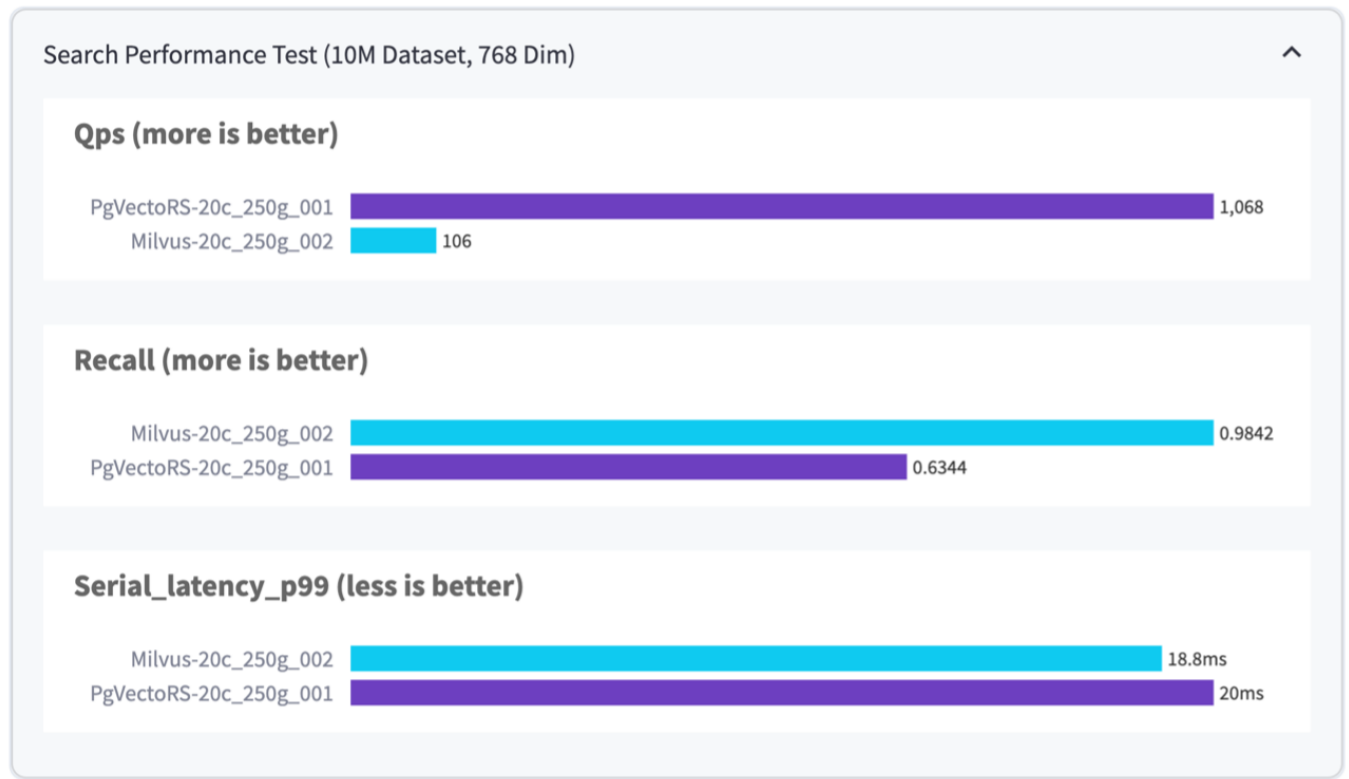 Search Performance Test (10M Dataset, 768 Dim)
Qps (more is better)
PgVectoRS-20c_250g_001 1,068
Milvus-20c_250g_002 106
Recall (more is better)
Milvus-20c_250g_002 0.9842
PgVectoRS-20c_250g_001 0.6344
Serial_latency_p99 (less is better)
Milvus-20c_250g_002 18.8ms
PgVectoRS-20c_250g_001 20ms